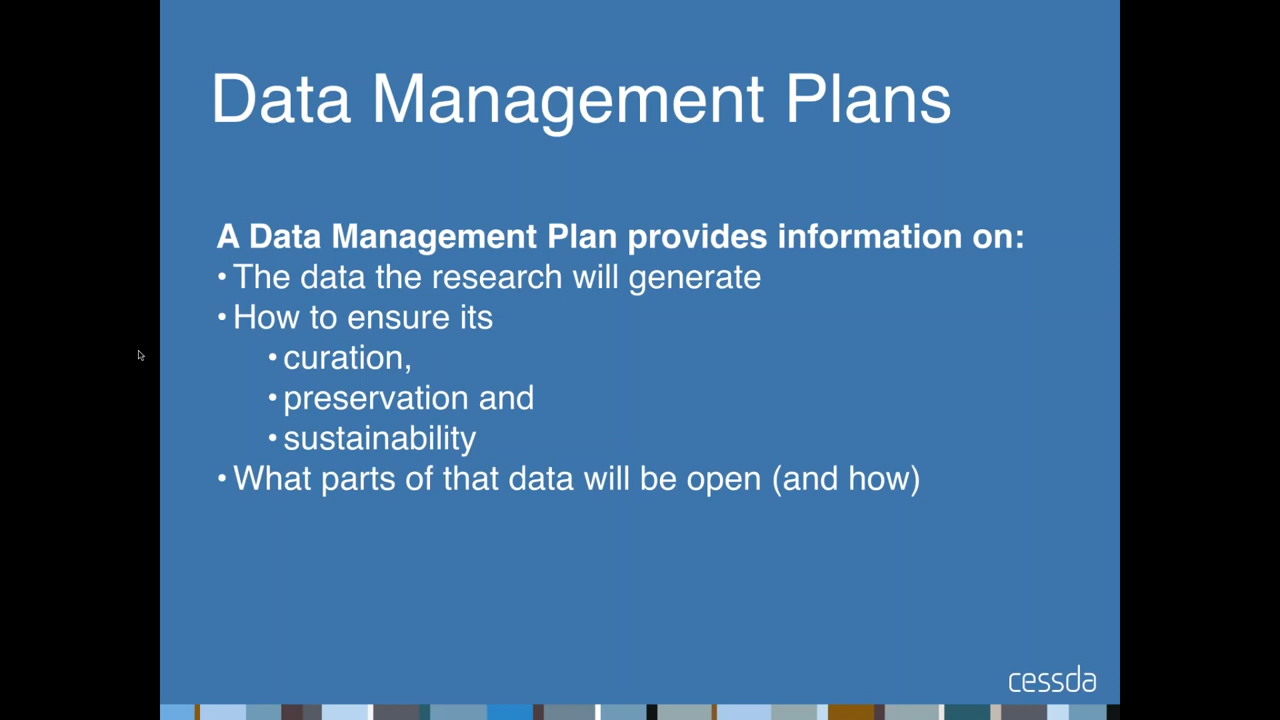 Data Management Plans
A Data Management Plan provides information on:
• The data the research will generate
• How to ensure its
• curation,
• preservation and
• sustainability
• What parts of that data will be open (and how)
cessda